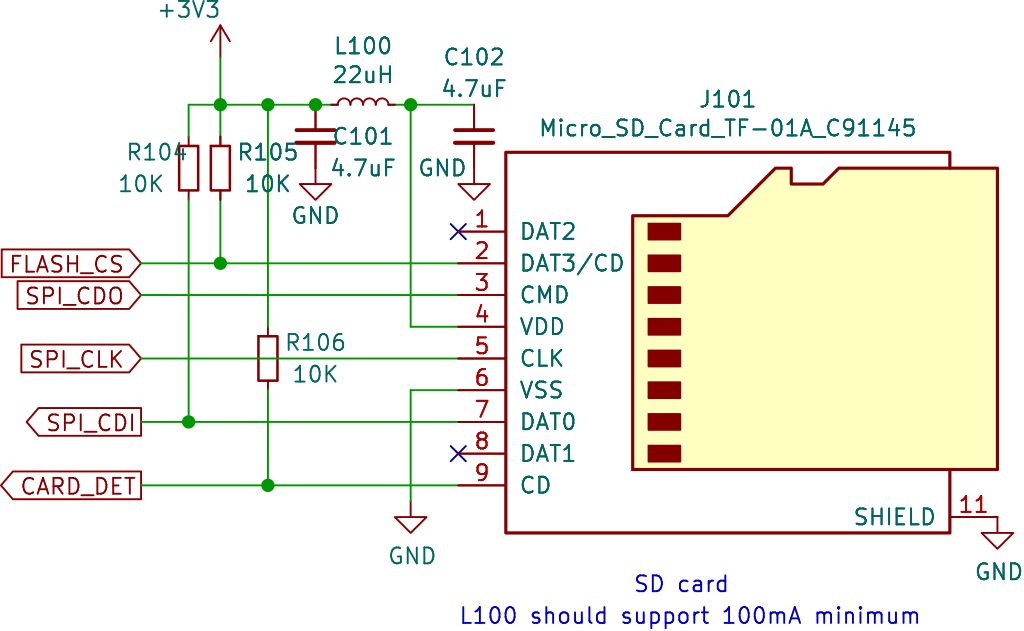 +3V3
L100
22uH
C102
4.7uF
J101
Micro_SD_Card_TF-01A_C91145
R104
10K
R105
10K
C101
4.7uF
GND
GND
1
DAT2
FLASH_CS
2
DAT3/CD
SPI_CDO
3
CMD
4
VDD
R106
10K
SPI_CLK
5
CLK
6
VSS
SPI_CDI
7
DAT0
8
DAT1
CARD_DET
9
CD
SHIELD
11
GND
GND
SD card
L100 should support 100mA minimum